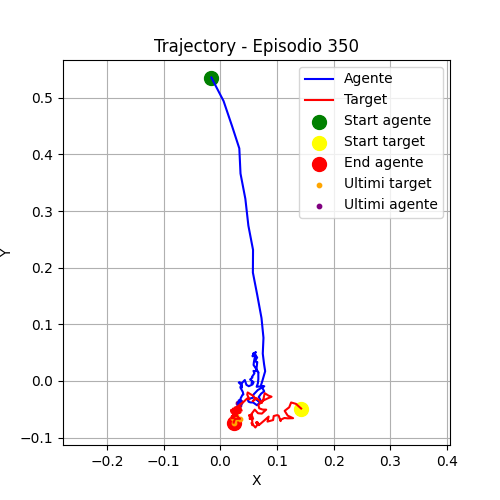 Trajectory - Episodio 350
Agente
Target
Start agente
Start target
End agente
Ultimi target
Ultimi agente
Y
0.5
0.4
0.3
0.2
0.1
0.0
−0.1
−0.2
−0.1
0.0
0.1
0.2
0.3
0.4
X